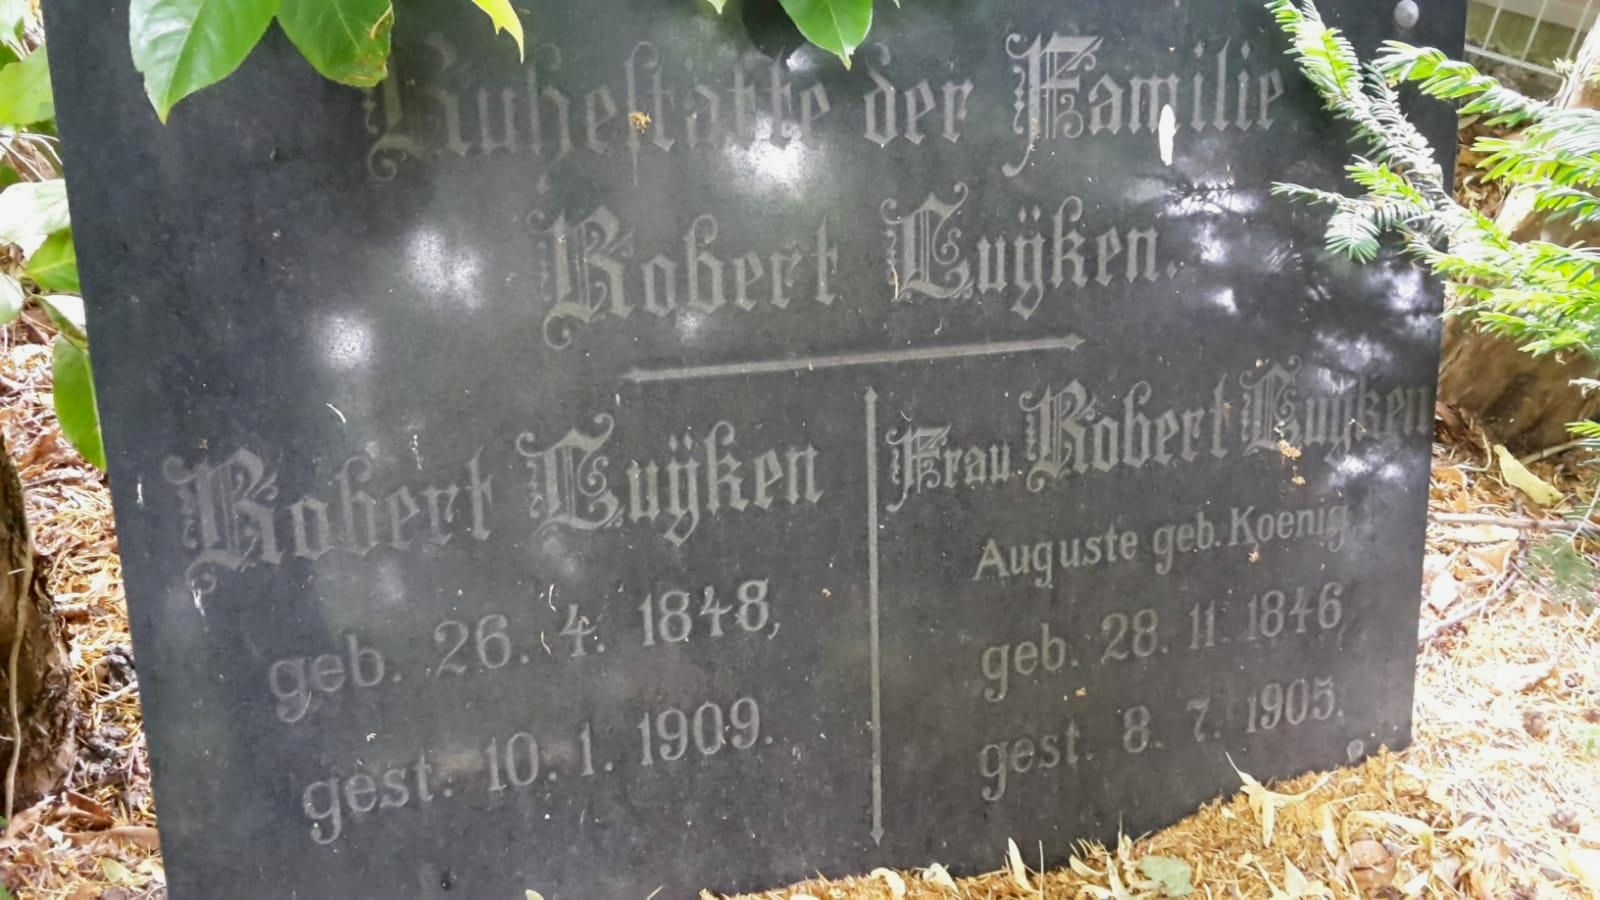 Ruhestätte der Familie
Robert Luÿken.
Robert Luÿken
geb. 26. 4. 1848,
gest. 10. 1. 1909.
Frau Robert Luÿken
Auguste geb. Koenig,
geb. 28. 11. 1846,
gest. 8. 7. 1905.